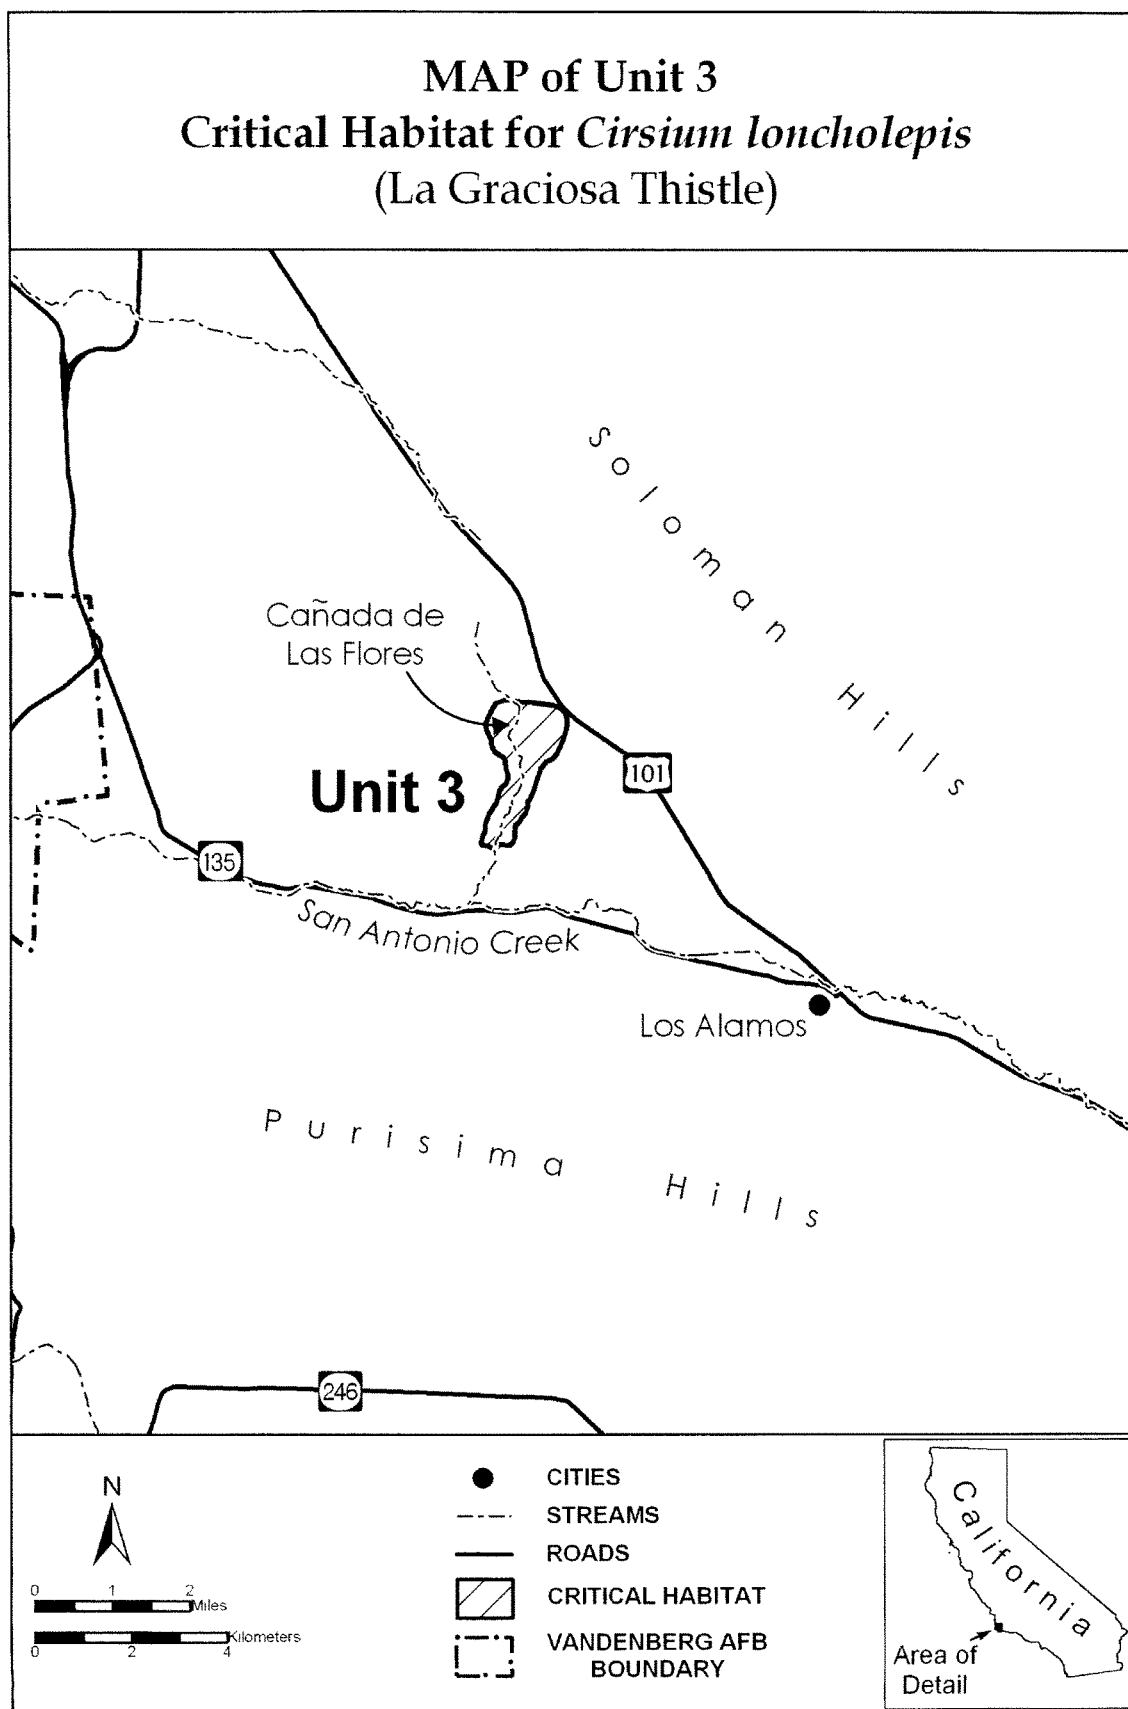 MAP of Unit 3
Critical Habitat for Cirsium loncholepis
(La Graciosa Thistle)
Soloman Hills
Cañada de
Las Flores
Unit 3
101
135
San Antonio Creek
Los Alamos
Purisima Hills
246
N
0 1 2
Miles
Kilometers
0 2 4
CITIES
STREAMS
ROADS
CRITICAL HABITAT
VANDENBERG AFB
BOUNDARY
California
Area of
Detail